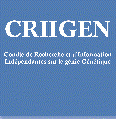 CRIIGEN
Comité de Recherche et d'Information
Indépendantes sur le génie Génétique